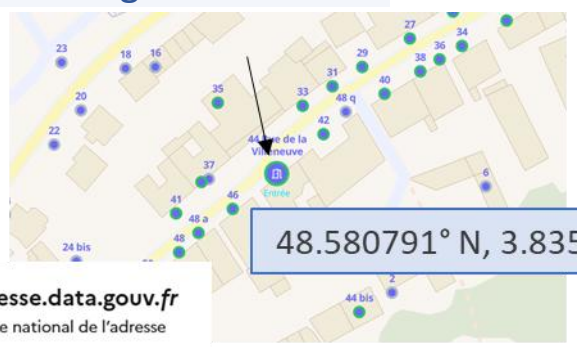 27
34
23
18
16
29
36
38
31
40
35
33
48 q
20
42
22
44 Rue de la
Villeneuve
37
6
Entrée
41
46
48 a
48.580791° N, 3.835
24 bis
48
2
esse.data.gouv.fr
e national de l'adresse
44 bis